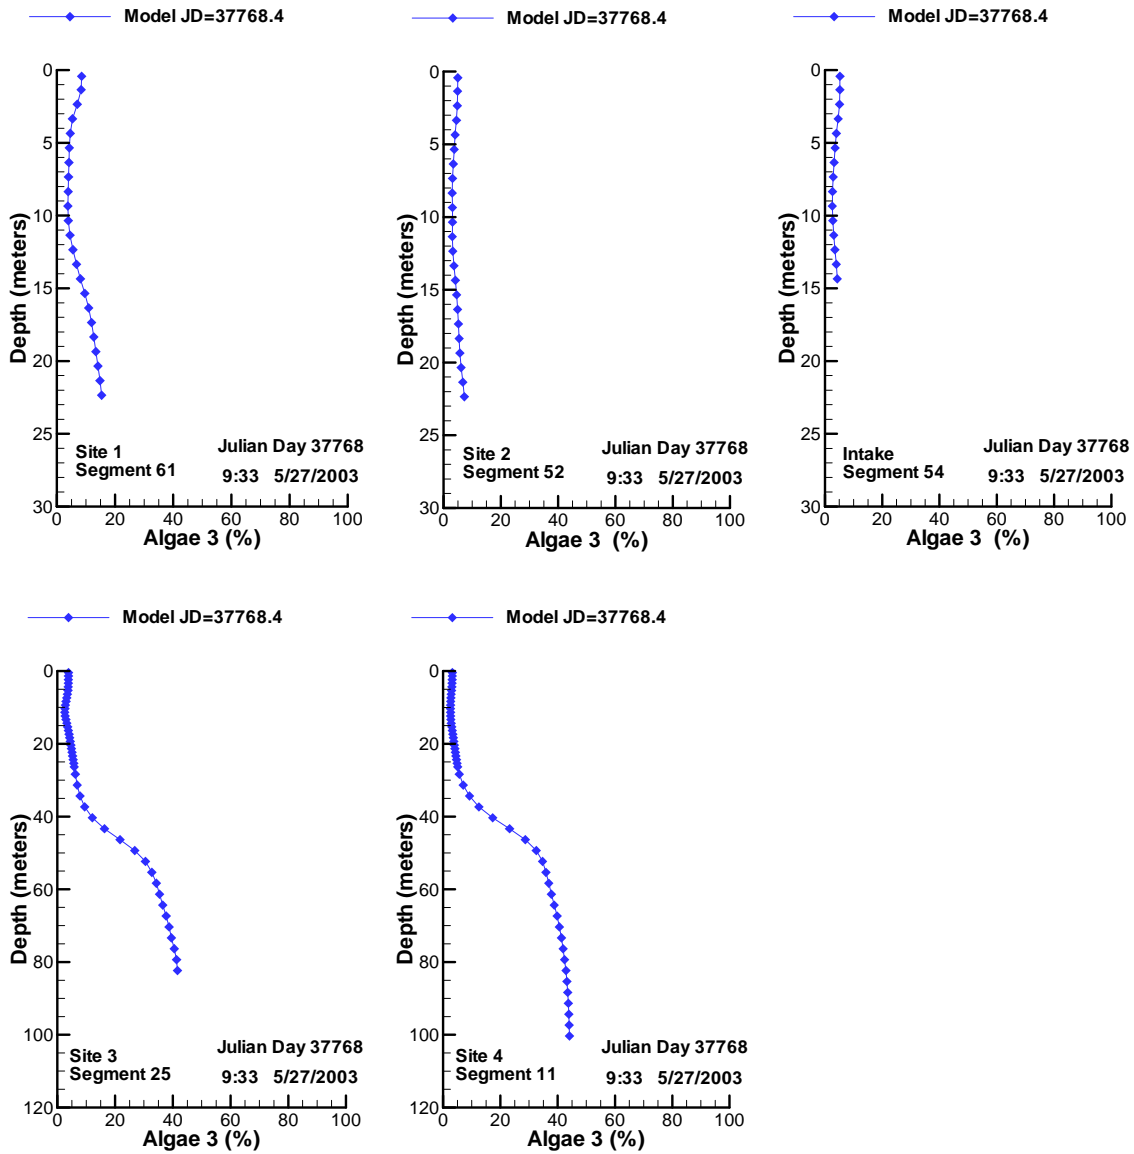 Model JD=37768.4
0
5
10
15
20
25
30
Depth (meters)
Site 1
Segment 61
Julian Day 37768
9:33 5/27/2003
0 20 40 60 80 100
Algae 3 (%)
Model JD=37768.4
0
5
10
15
20
25
30
Depth (meters)
Site 2
Segment 52
Julian Day 37768
9:33 5/27/2003
0 20 40 60 80 100
Algae 3 (%)
Model JD=37768.4
0
5
10
15
20
25
30
Depth (meters)
Intake
Segment 54
Julian Day 37768
9:33 5/27/2003
0 20 40 60 80 100
Algae 3 (%)
Model JD=37768.4
0
20
40
60
80
100
120
Depth (meters)
Site 3
Segment 25
Julian Day 37768
9:33 5/27/2003
0 20 40 60 80 100
Algae 3 (%)
Model JD=37768.4
0
20
40
60
80
100
120
Depth (meters)
Site 4
Segment 11
Julian Day 37768
9:33 5/27/2003
0 20 40 60 80 100
Algae 3 (%)